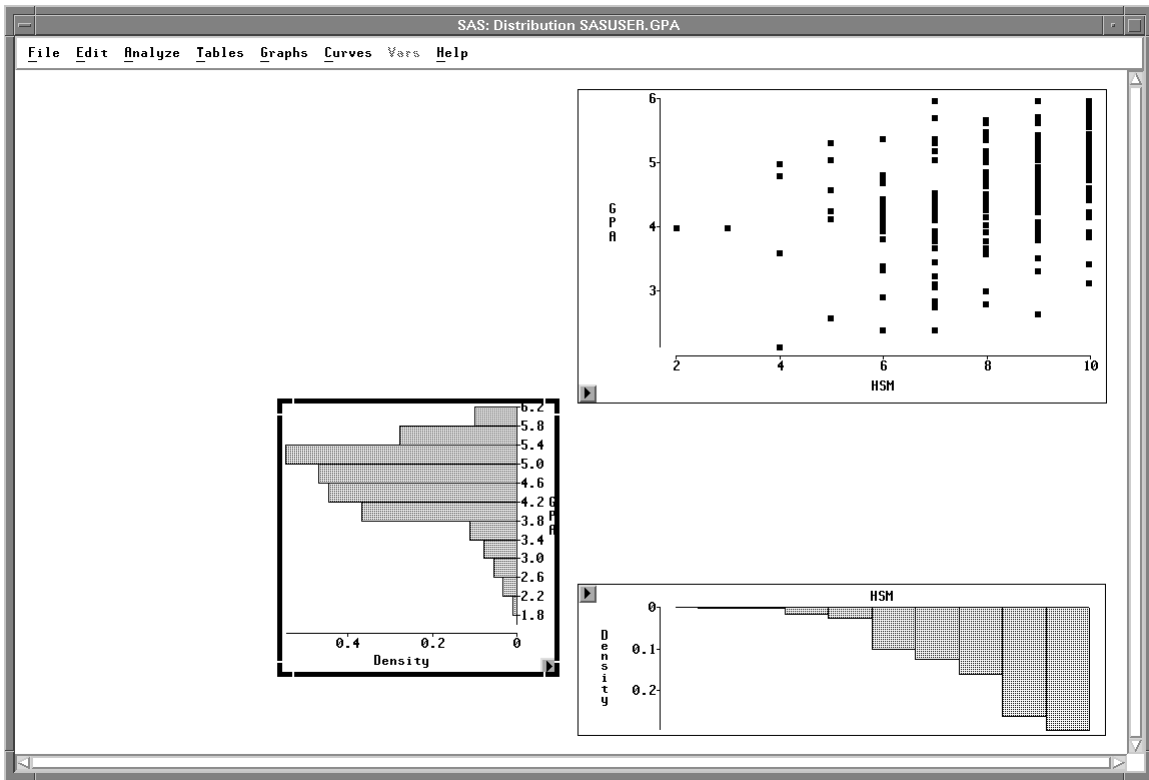 SAS: Distribution SASUSER.GPA
File Edit Analyze Tables Graphs Curves Vars Help
6
5
4
3
GPA
2 4 6 8 10
HSM
6.2
5.8
5.4
5.0
4.6
4.2
3.8
3.4
3.0
2.6
2.2
1.8
GPA
0.4 0.2 0
Density
HSM
0
0.1
0.2
Density